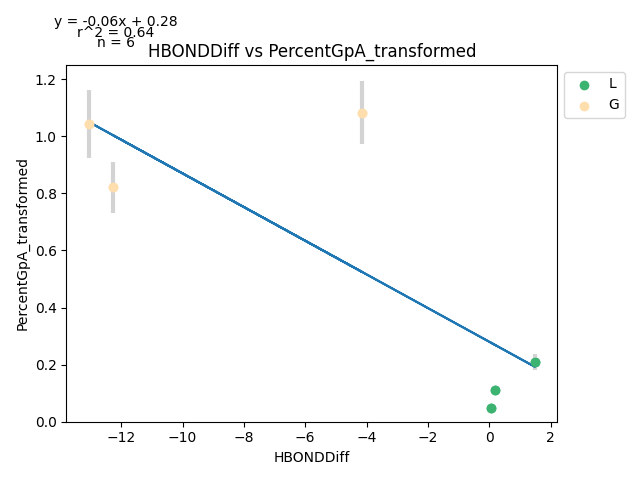 y = -0.06x + 0.28
r^2 = 0.64
n = 6
HBONDDiff vs PercentGpA_transformed
L
G
1.2
1.0
0.8
0.6
0.4
0.2
0.0
PercentGpA_transformed
−12
−10
−8
−6
−4
−2
0
2
HBONDDiff